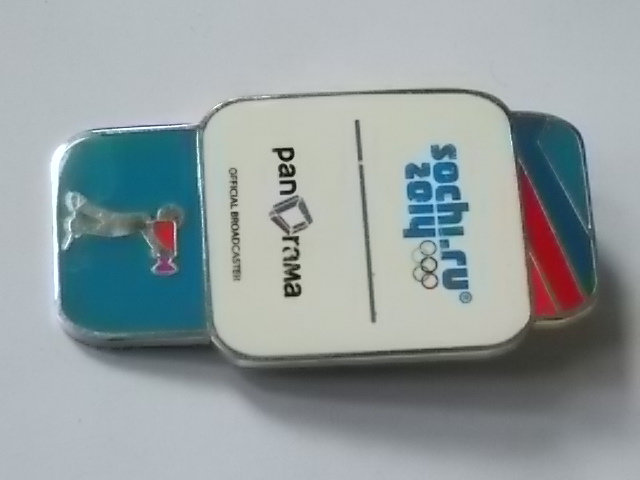 sochi.ru
2014
®
panorama
OFFICIAL BROADCASTER